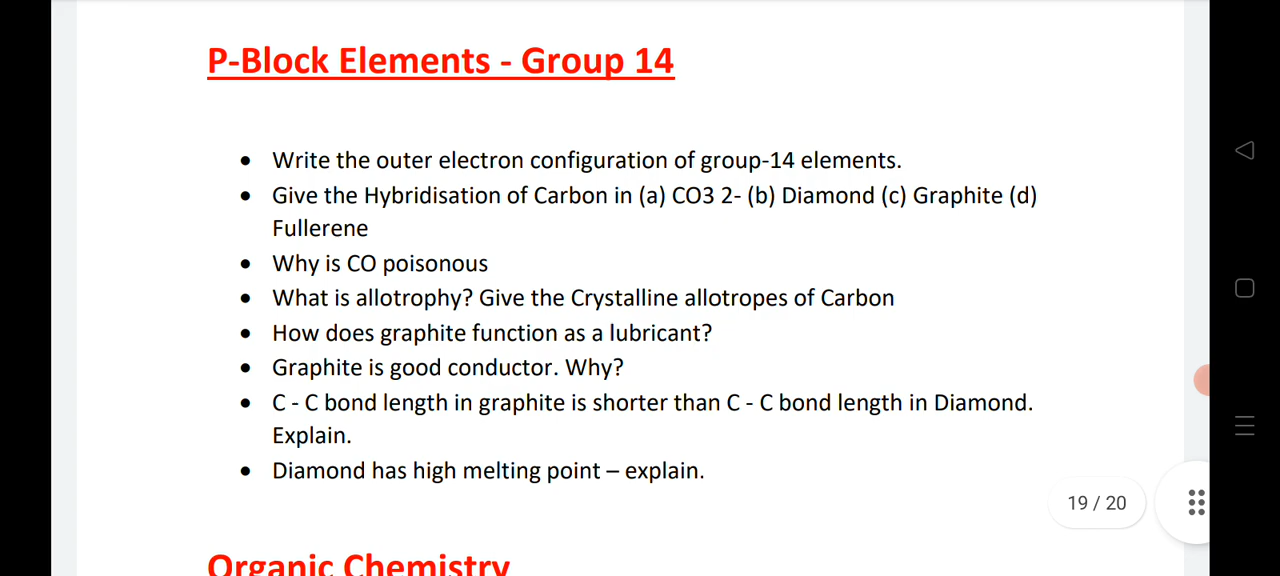 P-Block Elements - Group 14
• Write the outer electron configuration of group-14 elements.
• Give the Hybridisation of Carbon in (a) CO3 2- (b) Diamond (c) Graphite (d)
Fullerene
• Why is CO poisonous
• What is allotrophy? Give the Crystalline allotropes of Carbon
• How does graphite function as a lubricant?
• Graphite is good conductor. Why?
• C - C bond length in graphite is shorter than C - C bond length in Diamond.
Explain.
• Diamond has high melting point – explain.
19 / 20
Organic Chemistry